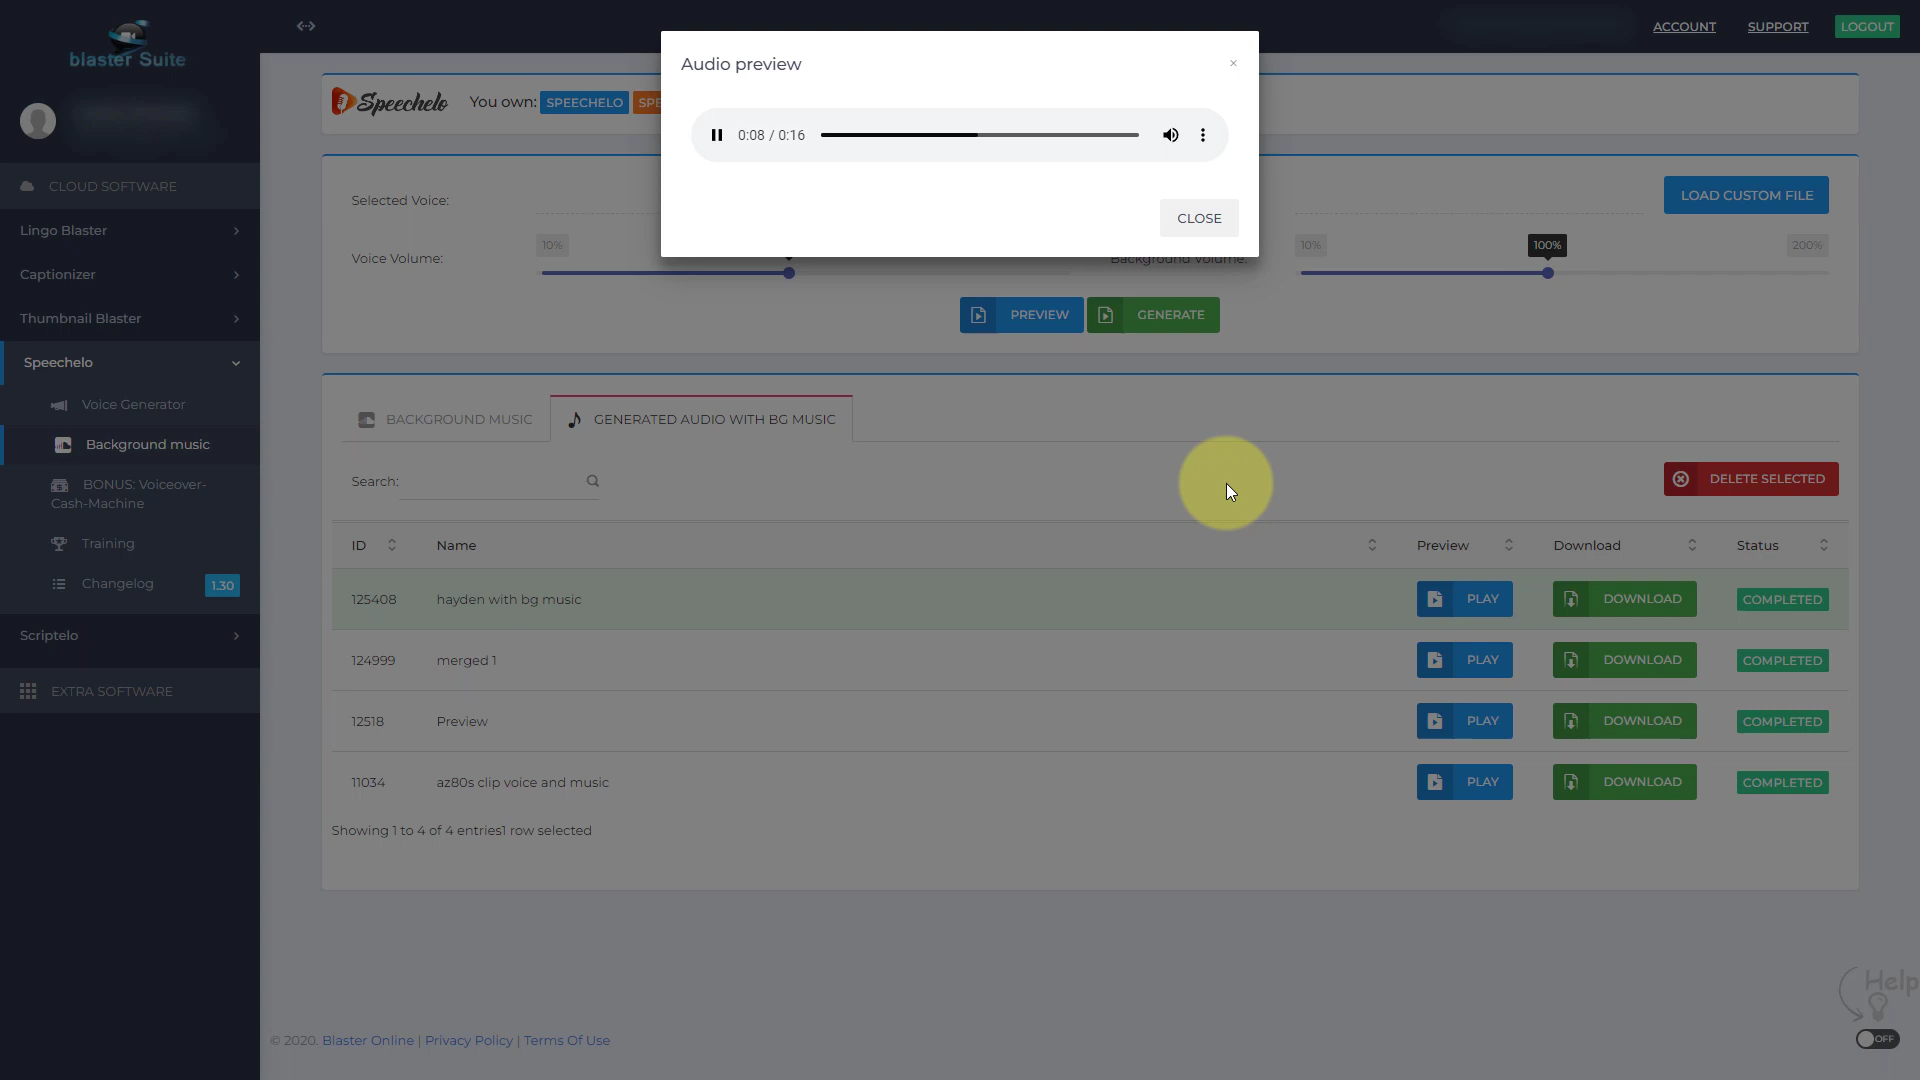 blaster Suite
ACCOUNT
SUPPORT
LOGOUT
Audio preview
×
0:08 / 0:16
CLOSE
Speechelo
You own: SPEECHELO SPE
CLOUD SOFTWARE
Lingo Blaster
Captionizer
Thumbnail Blaster
Speechelo
Voice Generator
Background music
BONUS: Voiceover-
Cash-Machine
Training
Changelog
1.30
Scriptelo
EXTRA SOFTWARE
Selected Voice:
LOAD CUSTOM FILE
Voice Volume:
10%
Background Volume:
10%
100%
200%
PREVIEW
GENERATE
BACKGROUND MUSIC
GENERATED AUDIO WITH BG MUSIC
Search:
DELETE SELECTED
ID Name Preview Download Status
125408 hayden with bg music PLAY DOWNLOAD COMPLETED
124999 merged 1 PLAY DOWNLOAD COMPLETED
12518 Preview PLAY DOWNLOAD COMPLETED
11034 az80s clip voice and music PLAY DOWNLOAD COMPLETED
Showing 1 to 4 of 4 entries1 row selected
Help
OFF
© 2020. Blaster Online | Privacy Policy | Terms Of Use